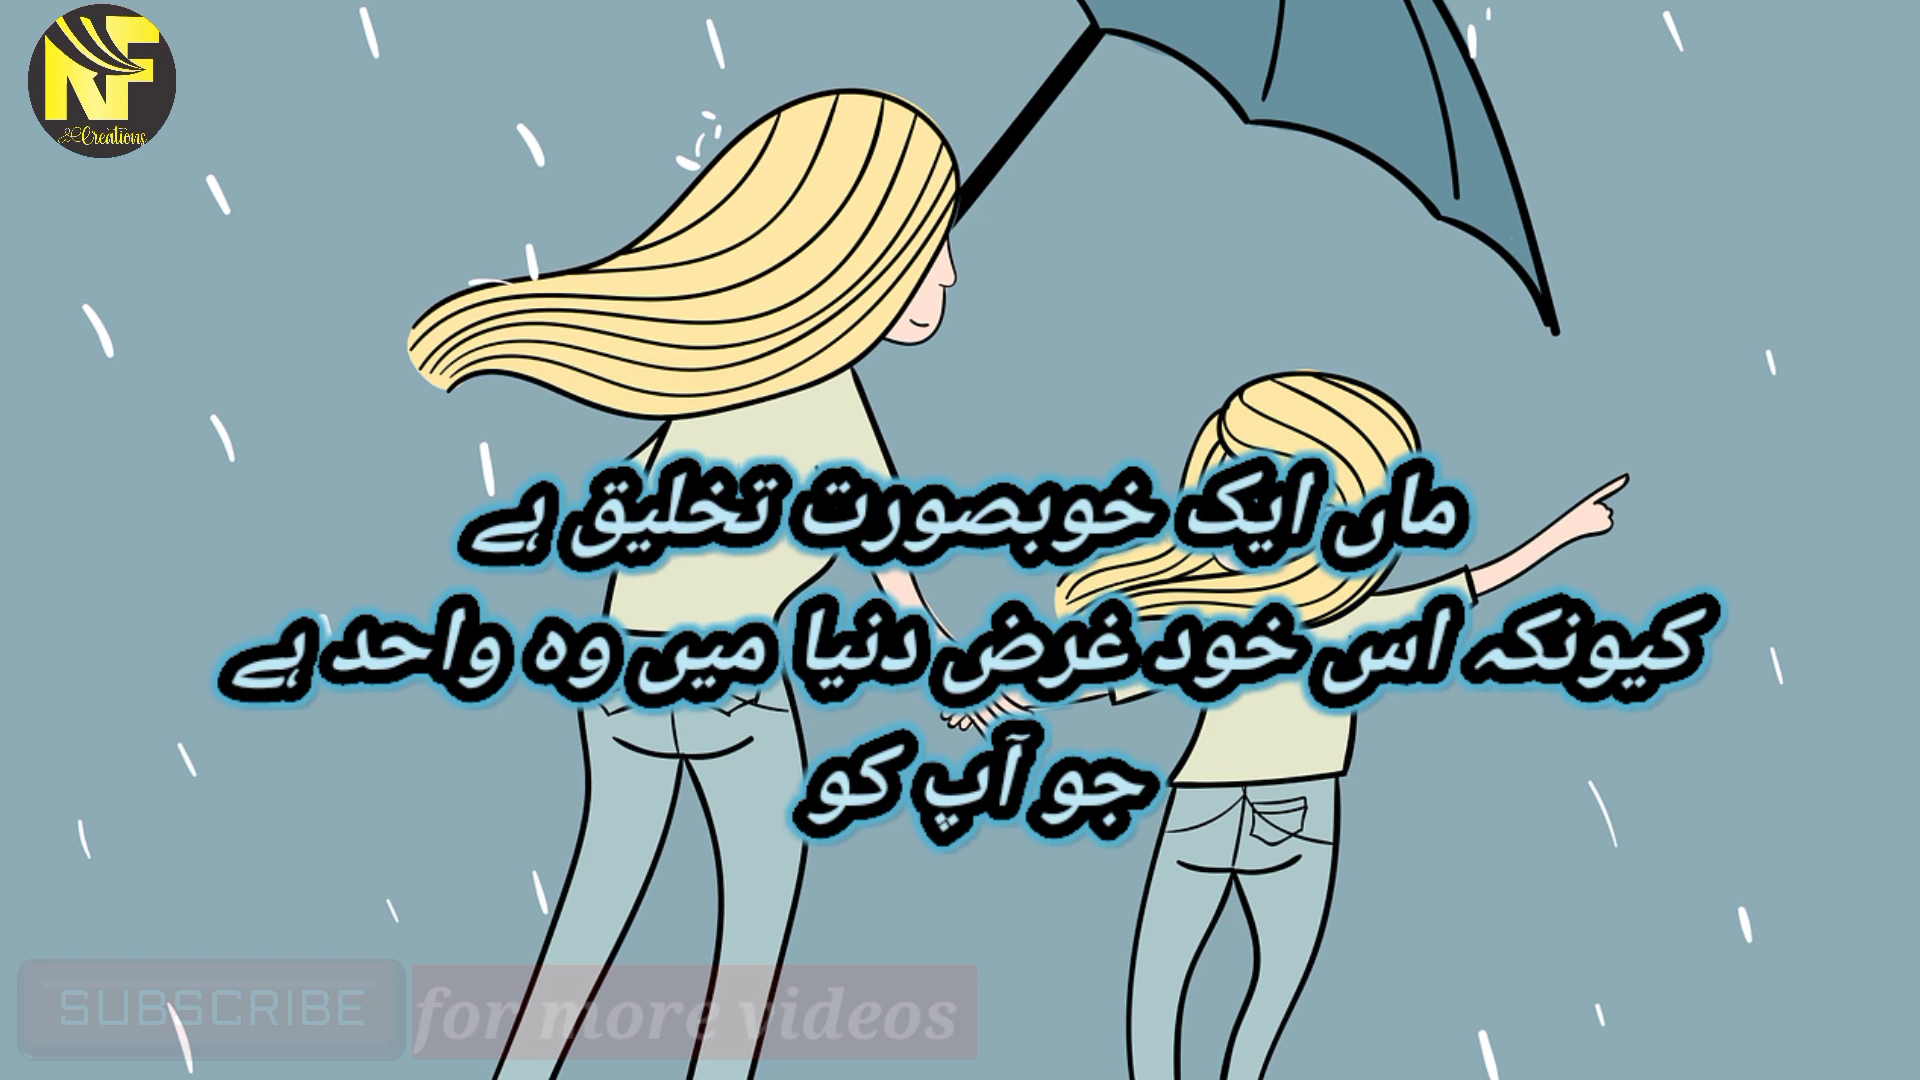 NF
Creations
ماں ایک خوبصورت تخلیق ہے
کیونکہ اس خود غرض دنیا میں وہ واحد ہے
جو آپ کو
SUBSCRIBE for more videos